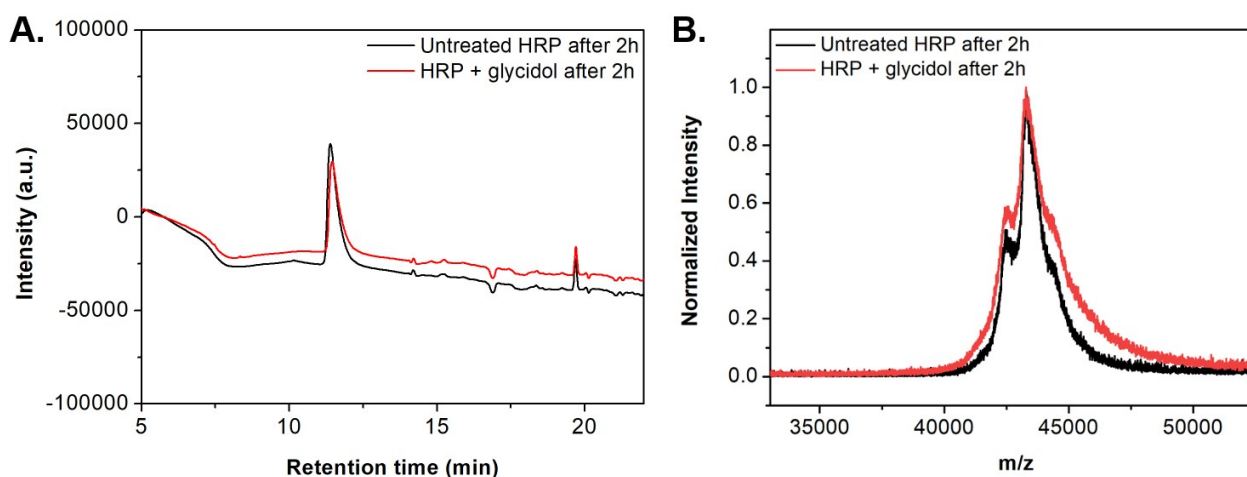 A.
Untreated HRP after 2h
HRP + glycidol after 2h
100000
50000
0
-50000
-100000
Intensity (a.u.)
5
10
15
20
Retention time (min)
B.
Untreated HRP after 2h
HRP + glycidol after 2h
1.0
0.8
0.6
0.4
0.2
0.0
Normalized Intensity
35000
40000
45000
50000
m/z